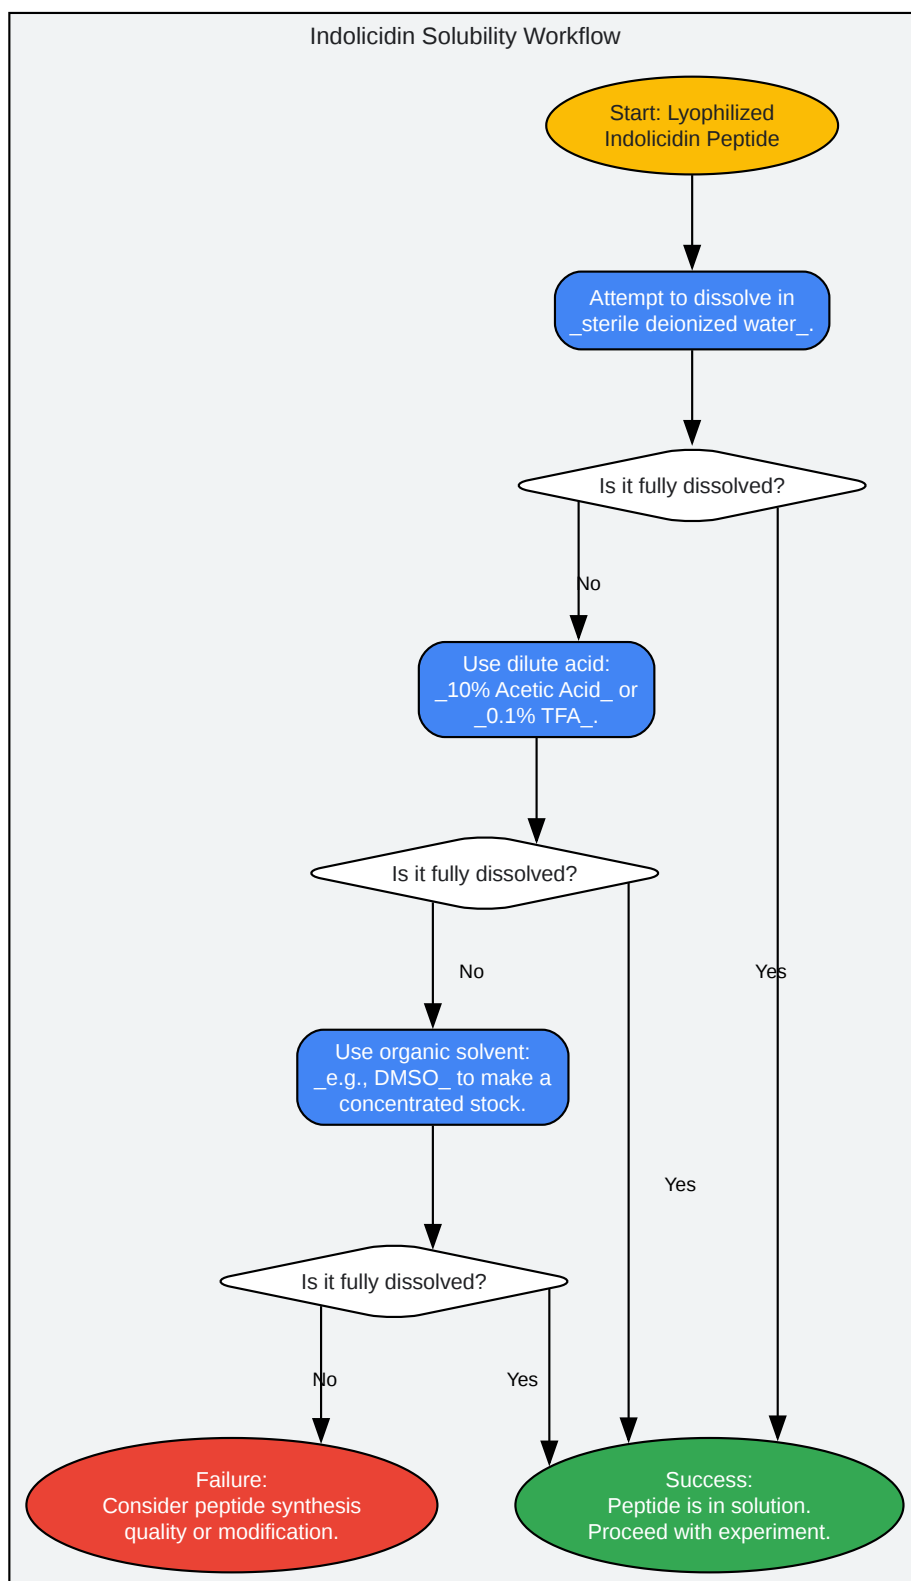 Indolicidin Solubility Workflow
Start: Lyophilized
Indolicidin Peptide
Attempt to dissolve in
_sterile deionized water_.
Is it fully dissolved?
No
Use dilute acid:
_10% Acetic Acid_ or
_0.1% TFA_.
Is it fully dissolved?
No
Yes
Use organic solvent:
_e.g., DMSO_ to make a
concentrated stock.
Yes
Is it fully dissolved?
No
Yes
Failure:
Consider peptide synthesis
quality or modification.
Success:
Peptide is in solution.
Proceed with experiment.